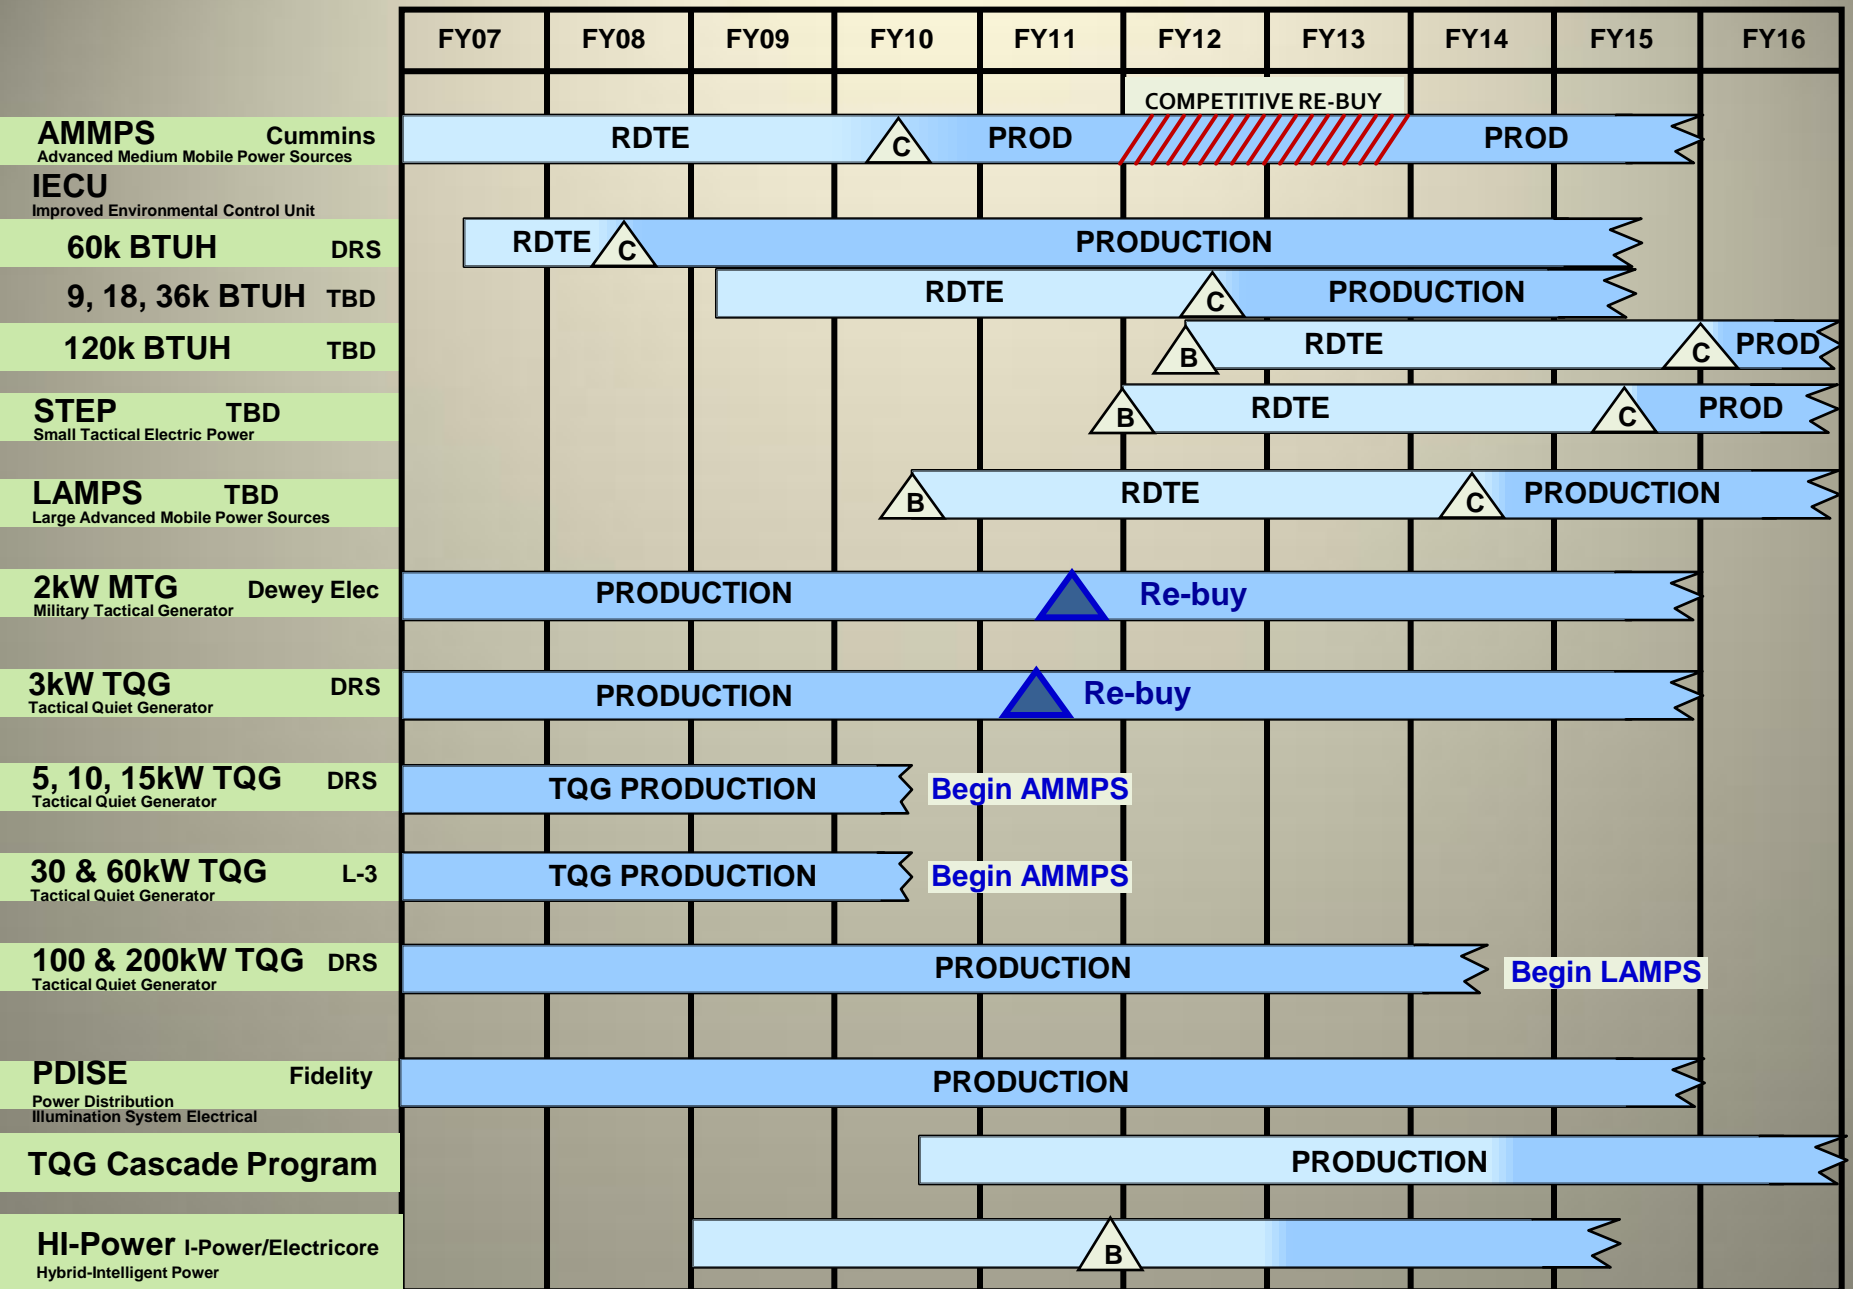 FY07 FY08 FY09 FY10 FY11 FY12 FY13 FY14 FY15 FY16
COMPETITIVE RE-BUY
AMMPS Cummins RDTE C PROD PROD
Advanced Medium Mobile Power Sources
IECU
Improved Environmental Control Unit
60k BTUH DRS RDTE C PRODUCTION
9, 18, 36k BTUH TBD RDTE C PRODUCTION
120k BTUH TBD B RDTE C PROD
STEP TBD B RDTE C PROD
Small Tactical Electric Power
LAMPS TBD B RDTE C PRODUCTION
Large Advanced Mobile Power Sources
2kW MTG Dewey Elec PRODUCTION Re-buy
Military Tactical Generator
3kW TQG DRS PRODUCTION Re-buy
Tactical Quiet Generator
5, 10, 15kW TQG DRS TQG PRODUCTION Begin AMMPS
Tactical Quiet Generator
30 & 60kW TQG L-3 TQG PRODUCTION Begin AMMPS
Tactical Quiet Generator
100 & 200kW TQG DRS PRODUCTION Begin LAMPS
Tactical Quiet Generator
PDISE Fidelity PRODUCTION
Power Distribution
Illumination System Electrical
TQG Cascade Program PRODUCTION
HI-Power I-Power/Electricore B
Hybrid-Intelligent Power